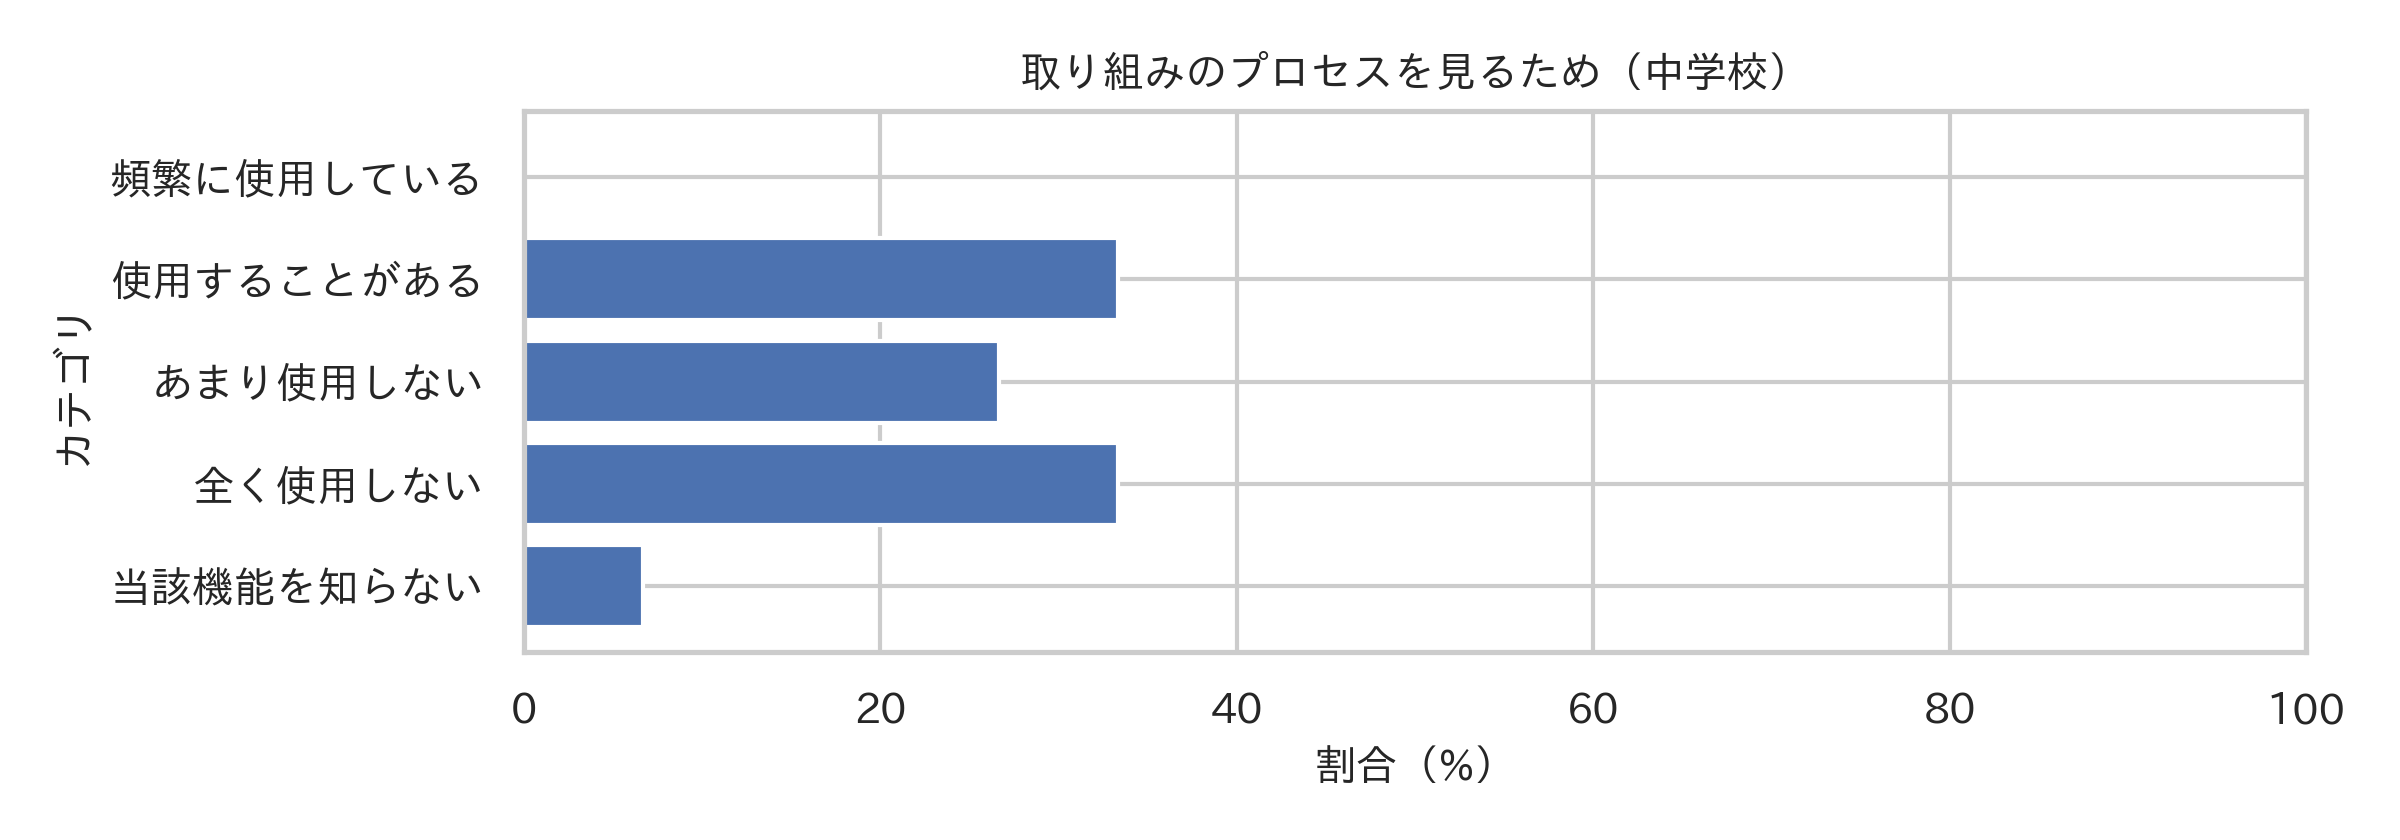 取り組みのプロセスを見るため（中学校）
頻繁に使用している
使用することがある
あまり使用しない
全く使用しない
当該機能を知らない
カテゴリ
0 20 40 60 80 100
割合（%）